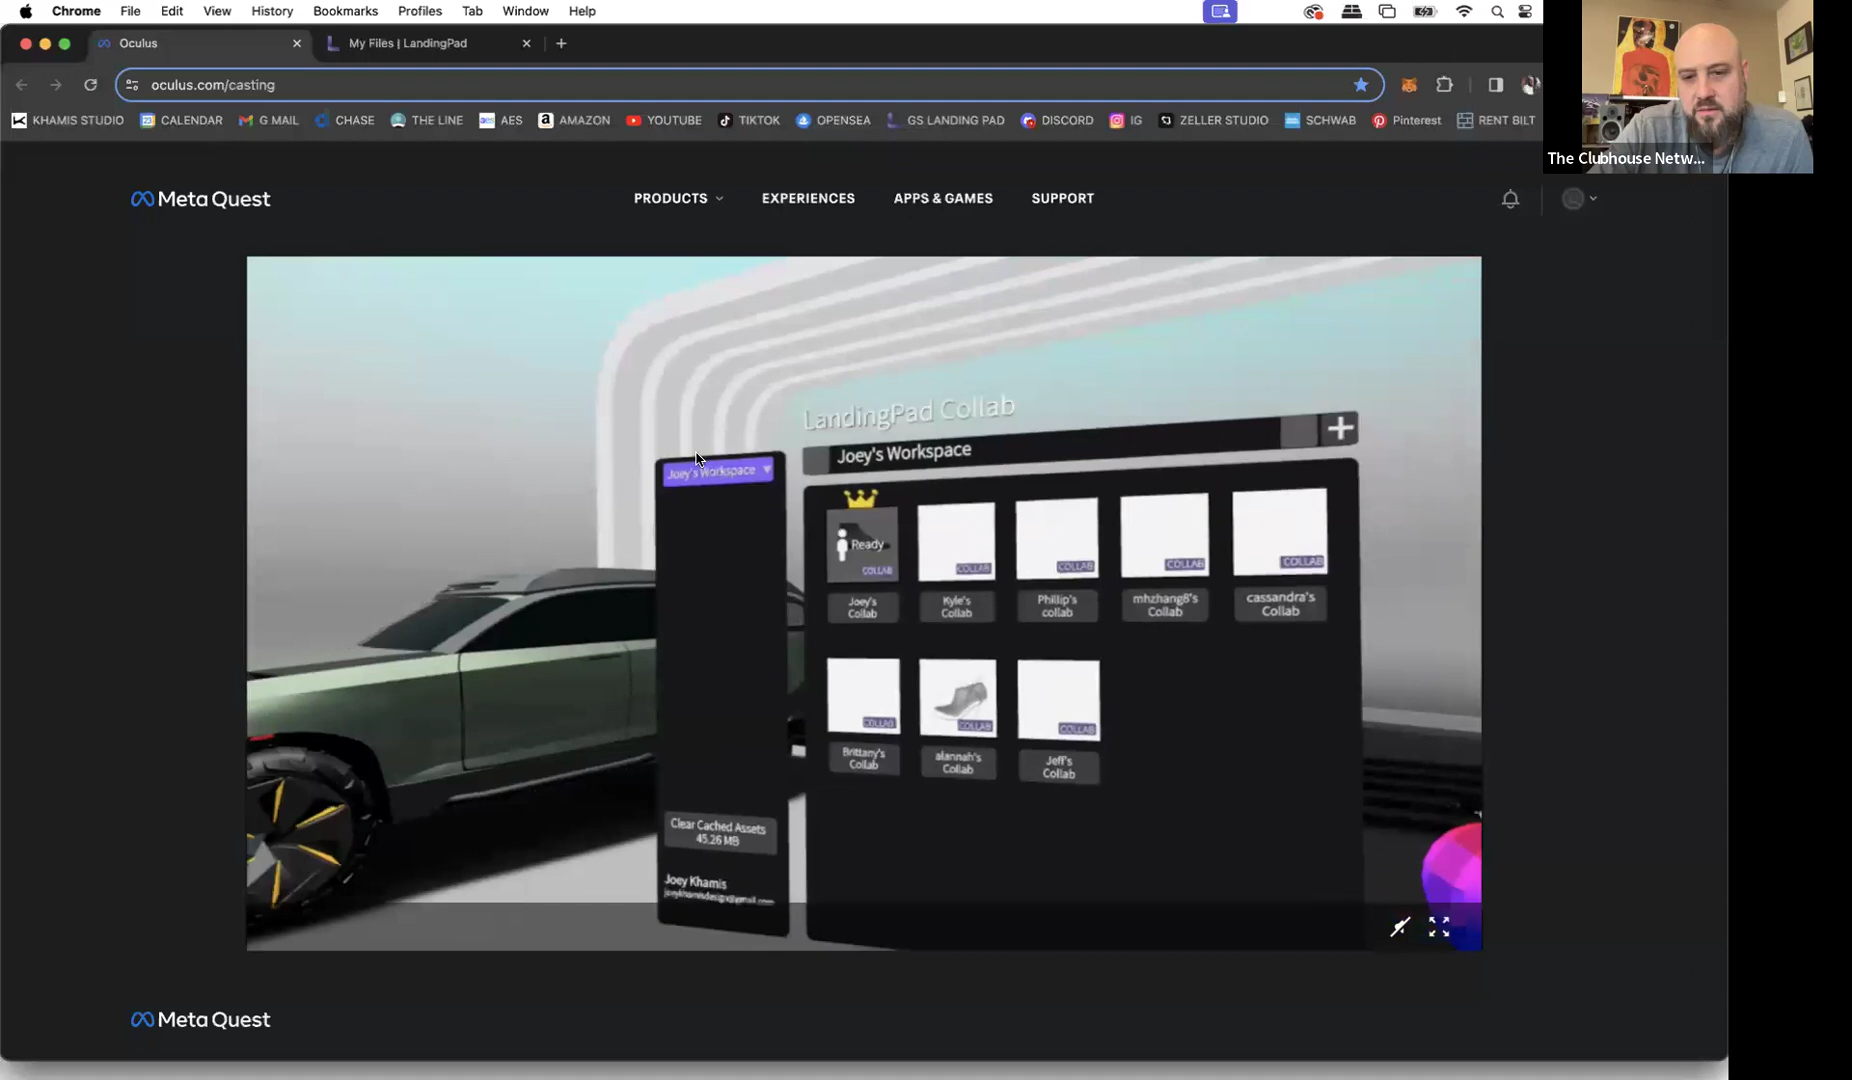 Chrome File Edit View History Bookmarks Profiles Tab Window Help
Oculus
My Files | LandingPad
oculus.com/casting
KHAMIS STUDIO CALENDAR G MAIL CHASE THE LINE AES AMAZON YOUTUBE TIKTOK OPENSEA GS LANDING PAD DISCORD IG ZELLER STUDIO SCHWAB Pinterest RENT BILT
The Clubhouse Netw...
Meta Quest
PRODUCTS EXPERIENCES APPS & GAMES SUPPORT
LandingPad Collab
Joey's Workspace
Joey's Workspace
Ready
COLLAB COLLAB COLLAB COLLAB COLLAB
Joey's Collab
Kyle's Collab
Phillip's collab
mhzhang8's Collab
cassandra's Collab
COLLAB COLLAB COLLAB
Brittany's Collab
alannah's Collab
Jeff's Collab
Clear Cached Assets
45.26 MB
Joey Khamis
joeykhamisdesign@gmail.com
Meta Quest